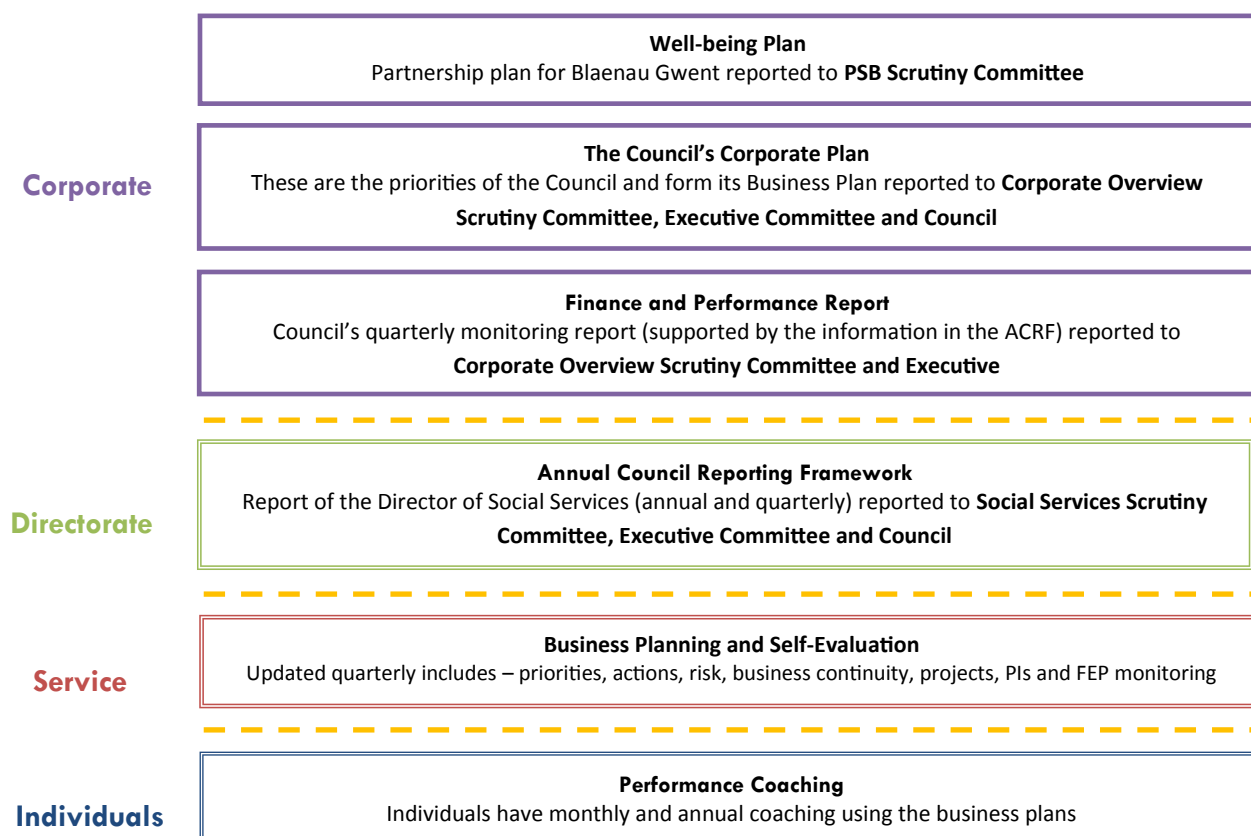 Well-being Plan
Partnership plan for Blaenau Gwent reported to PSB Scrutiny Committee
Corporate
The Council's Corporate Plan
These are the priorities of the Council and form its Business Plan reported to Corporate Overview
Scrutiny Committee, Executive Committee and Council
Finance and Performance Report
Council's quarterly monitoring report (supported by the information in the ACRF) reported to
Corporate Overview Scrutiny Committee and Executive
Directorate
Annual Council Reporting Framework
Report of the Director of Social Services (annual and quarterly) reported to Social Services Scrutiny
Committee, Executive Committee and Council
Service
Business Planning and Self-Evaluation
Updated quarterly includes – priorities, actions, risk, business continuity, projects, PIs and FEP monitoring
Individuals
Performance Coaching
Individuals have monthly and annual coaching using the business plans